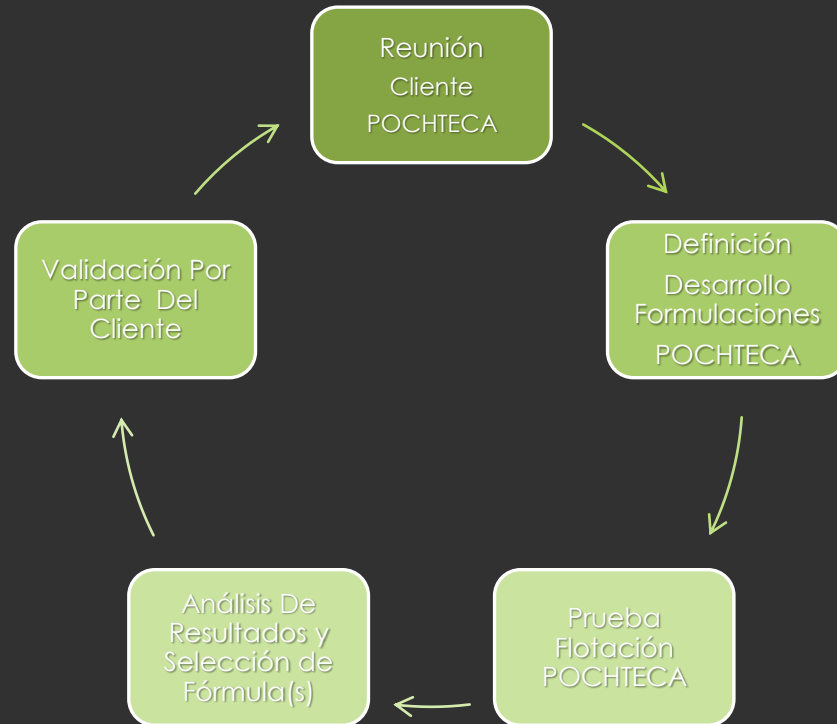 Reunión
Cliente
POCHTECA
Definición
Desarrollo
Formulaciones
POCHTECA
Prueba
Flotación
POCHTECA
Análisis De
Resultados y
Selección de
Fórmula(s)
Validación Por
Parte Del
Cliente